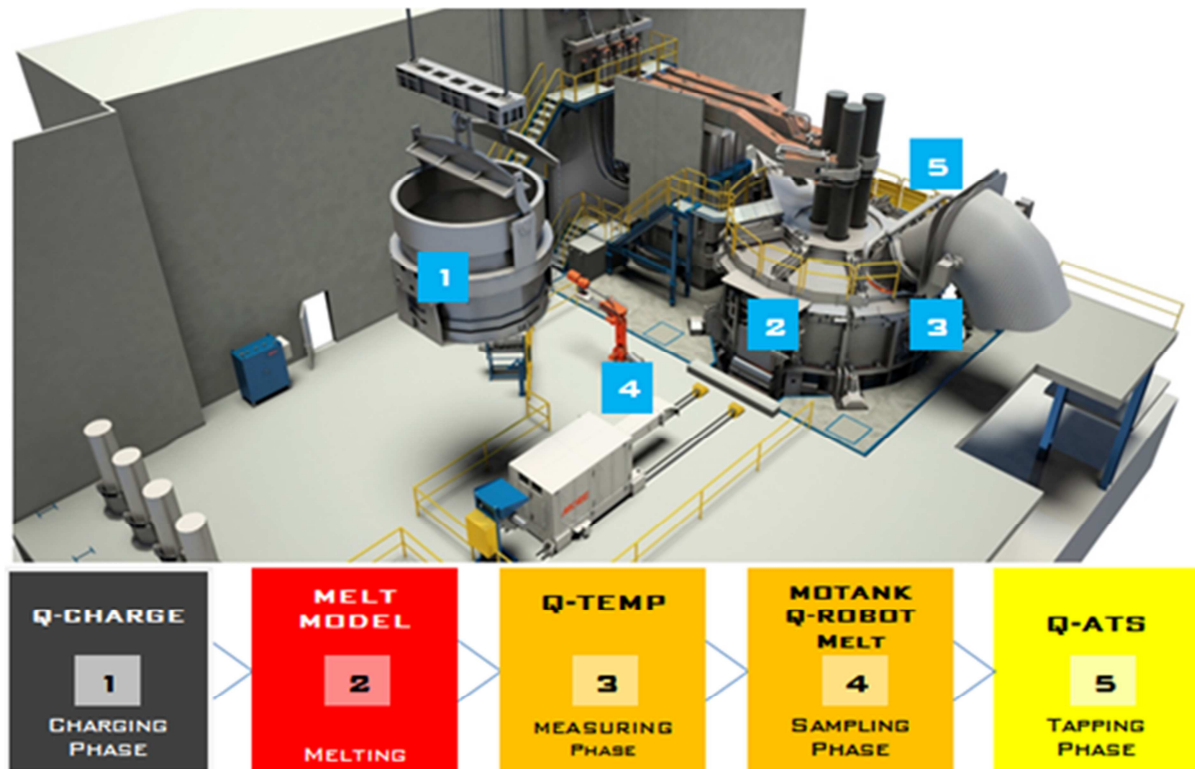 5
1
2
3
4
Q-CHARGE
1
CHARGING
PHASE
MELT
MODEL
2
MELTING
Q-TEMP
3
MEASURING
PHASE
MOTANK
Q-ROBOT
MELT
4
SAMPLING
PHASE
Q-ATS
5
TAPPING
PHASE